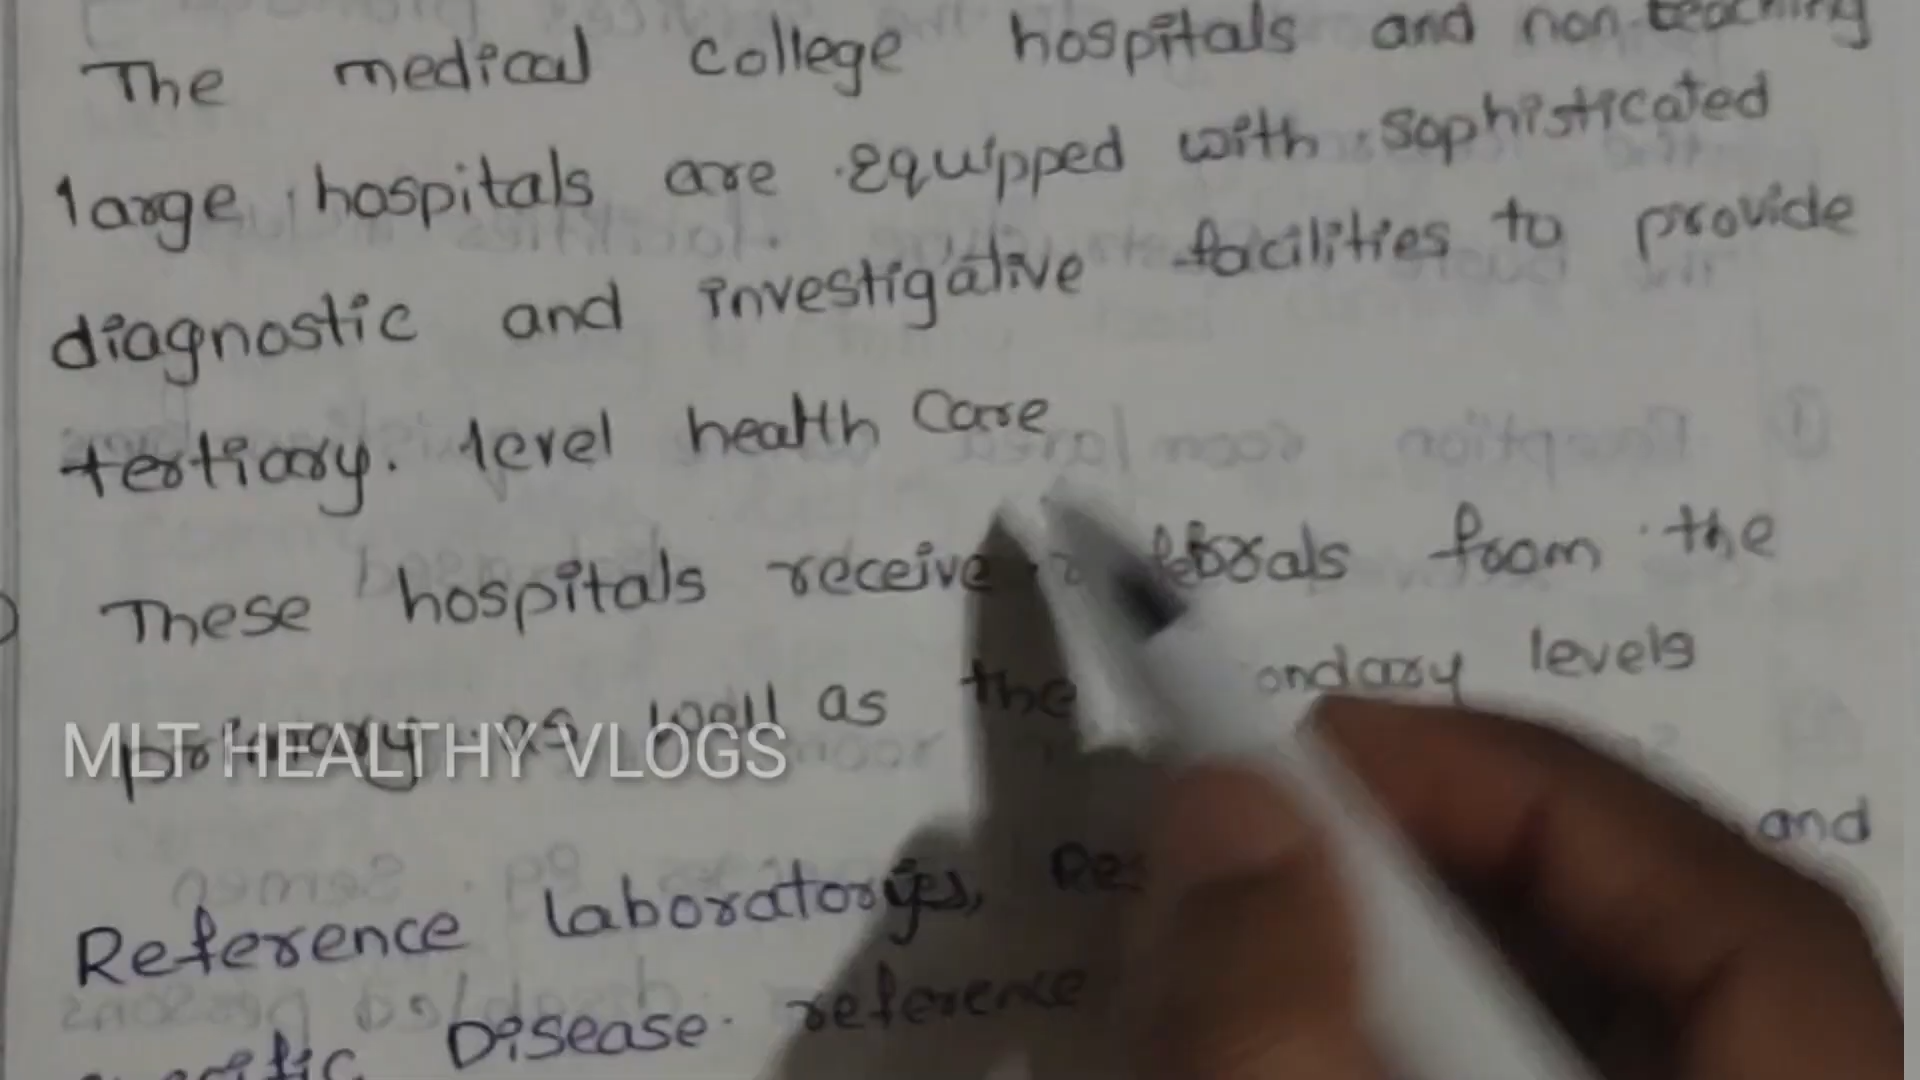 The medical college hospitals and non-teaching
large hospitals are equipped with sophisticated
diagnostic and investigative facilities to provide
tertiary. level health Care
These hospitals receive from the
primary as well as the levels
MLT HEALTHY VLOGS
and
Reference laboratories,
Disease. reference